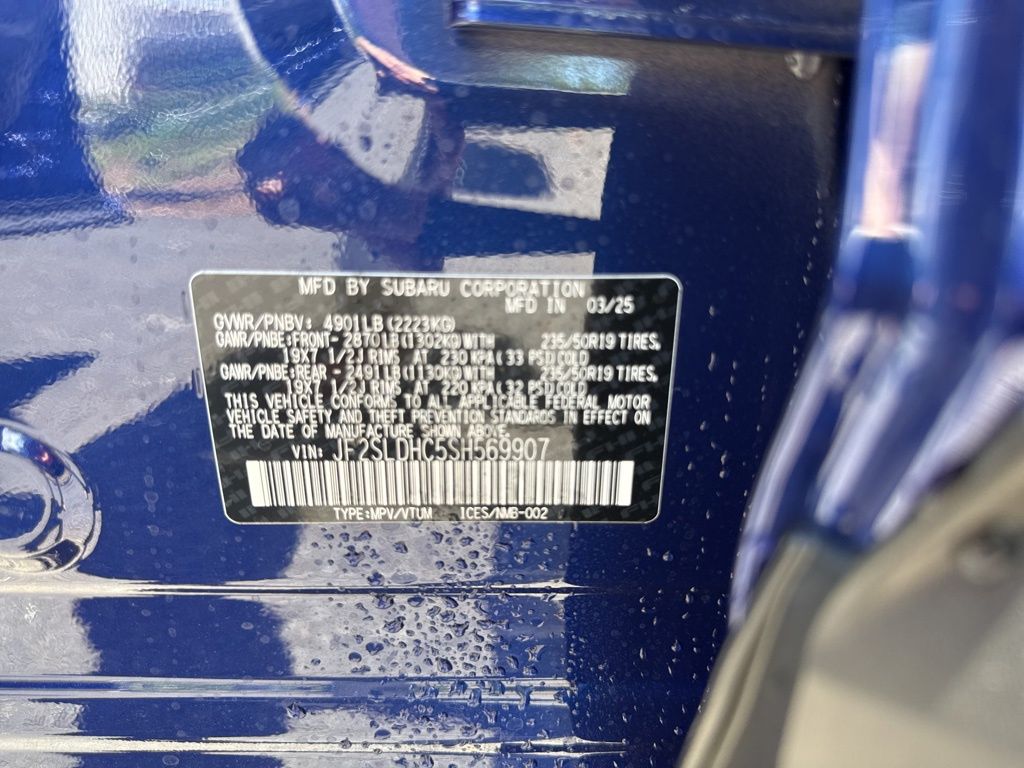 MFD BY SUBARU CORPORATION
MFD IN 03/25
GVWR/PNBV: 4901LB(2223KG)
GAWR/PNBE:FRONT- 2870LB(1302KG)WITH 235/50R19 TIRES,
19X7 1/2J RIMS AT 230 KPA(33 PSI)COLD
GAWR/PNBE:REAR - 2491LB(1130KG)WITH 235/50R19 TIRES,
19X7 1/2J RIMS AT 220 KPA(32 PSI)COLD
THIS VEHICLE CONFORMS TO ALL APPLICABLE FEDERAL MOTOR
VEHICLE SAFETY AND THEFT PREVENTION STANDARDS IN EFFECT ON
THE DATE OF MANUFACTURE SHOWN ABOVE.
VIN: JF2SLDHC5SH569907
TYPE:MPV/VTUM ICES/NMB-002